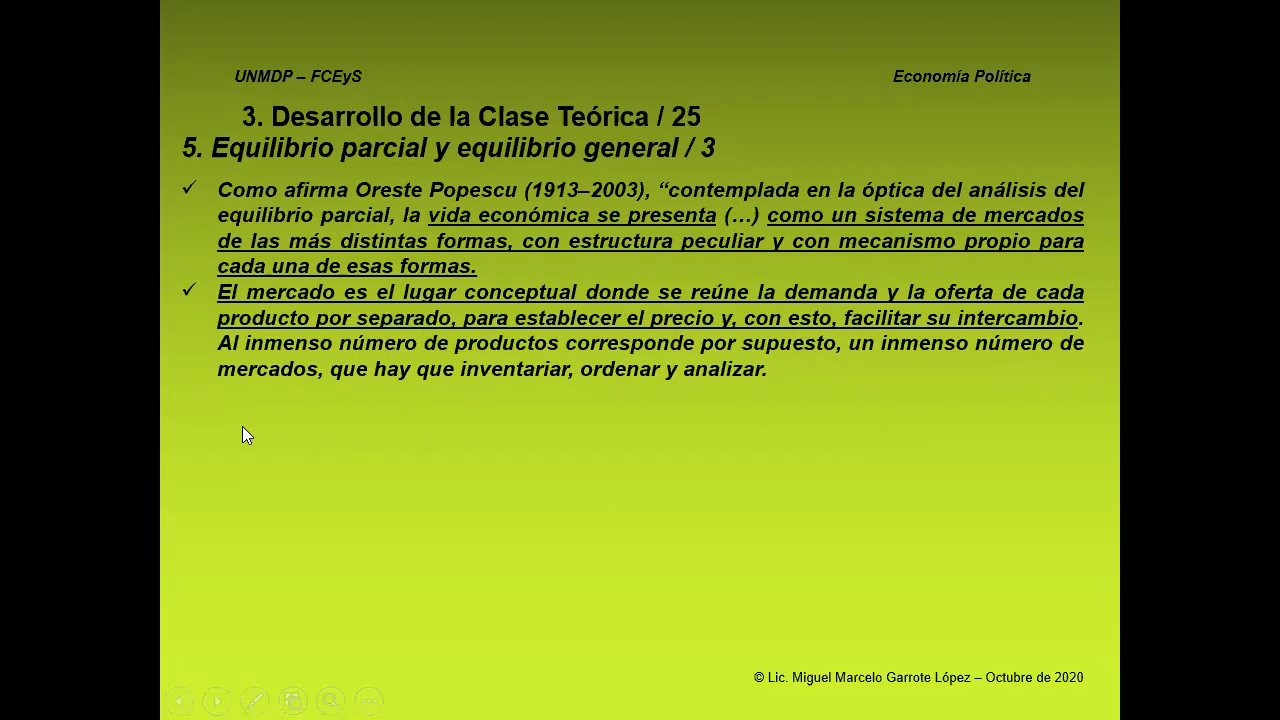 UNMDP – FCEyS
Economía Política
3. Desarrollo de la Clase Teórica / 25
5. Equilibrio parcial y equilibrio general / 3
✓ Como afirma Oreste Popescu (1913–2003), “contemplada en la óptica del análisis del
equilibrio parcial, la vida económica se presenta (…) como un sistema de mercados
de las más distintas formas, con estructura peculiar y con mecanismo propio para
cada una de esas formas.
✓ El mercado es el lugar conceptual donde se reúne la demanda y la oferta de cada
producto por separado, para establecer el precio y, con esto, facilitar su intercambio.
Al inmenso número de productos corresponde por supuesto, un inmenso número de
mercados, que hay que inventariar, ordenar y analizar.
© Lic. Miguel Marcelo Garrote López – Octubre de 2020